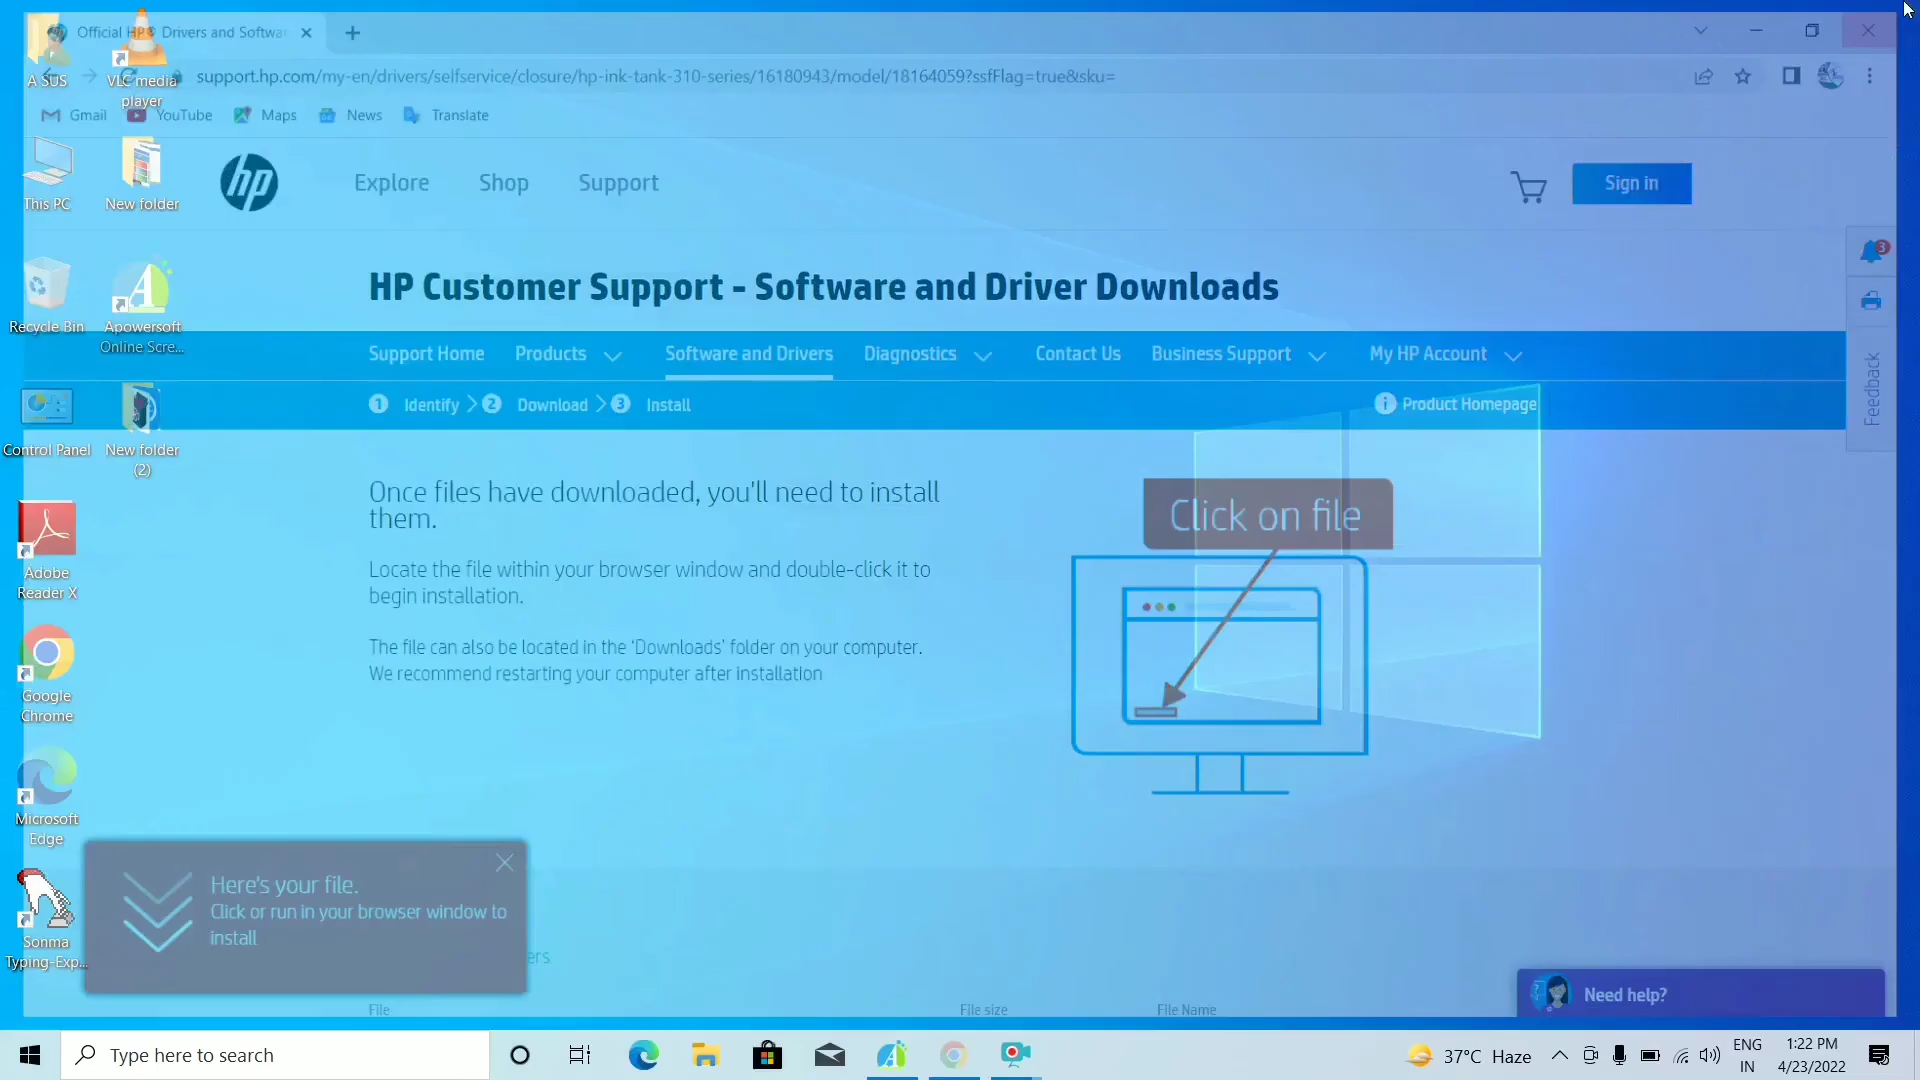 Official HP® Drivers and Softwa
support.hp.com/my-en/drivers/selfservice/closure/hp-ink-tank-310-series/16180943/model/18164059?ssfFlag=true&sku=
Gmail
YouTube
Maps
News
Translate
A SUS
VLC media
player
This PC
New folder
Recycle Bin
Apowersoft
Online Scre...
Control Panel
New folder
(2)
Adobe
Reader X
Google
Chrome
Microsoft
Edge
Sonma
Typing-Exp...
hp
Explore
Shop
Support
Sign in
3
HP Customer Support - Software and Driver Downloads
Support Home
Products
Software and Drivers
Diagnostics
Contact Us
Business Support
My HP Account
Feedback
1 Identify
2 Download
3 Install
Product Homepage
Once files have downloaded, you'll need to install
them.
Locate the file within your browser window and double-click it to
begin installation.
The file can also be located in the ‘Downloads’ folder on your computer.
We recommend restarting your computer after installation
Click on file
Here's your file.
Click or run in your browser window to
install
File
File size
File Name
Need help?
Type here to search
37°C Haze
ENG
IN
1:22 PM
4/23/2022